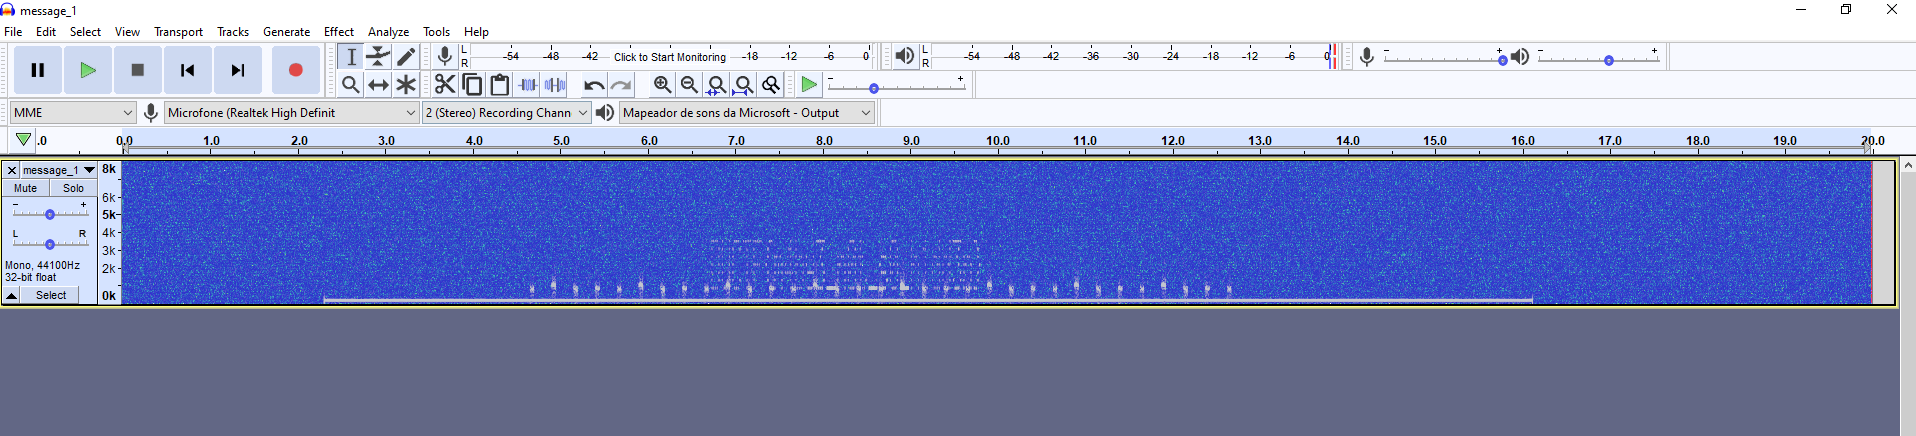 message_1
File Edit Select View Transport Tracks Generate Effect Analyze Tools Help
L R -54 -48 -42 Click to Start Monitoring -18 -12 -6 0 L R -54 -48 -42 -36 -30 -24 -18 -12 -6 0 - + - +
- +
MME Microfone (Realtek High Definit 2 (Stereo) Recording Chann Mapeador de sons da Microsoft - Output
.0 0.0 1.0 2.0 3.0 4.0 5.0 6.0 7.0 8.0 9.0 10.0 11.0 12.0 13.0 14.0 15.0 16.0 17.0 18.0 19.0 20.0
message_1 8k
Mute Solo
- + 6k
5k
L R 4k
3k
Mono, 44100Hz 2k
32-bit float
Select 0k